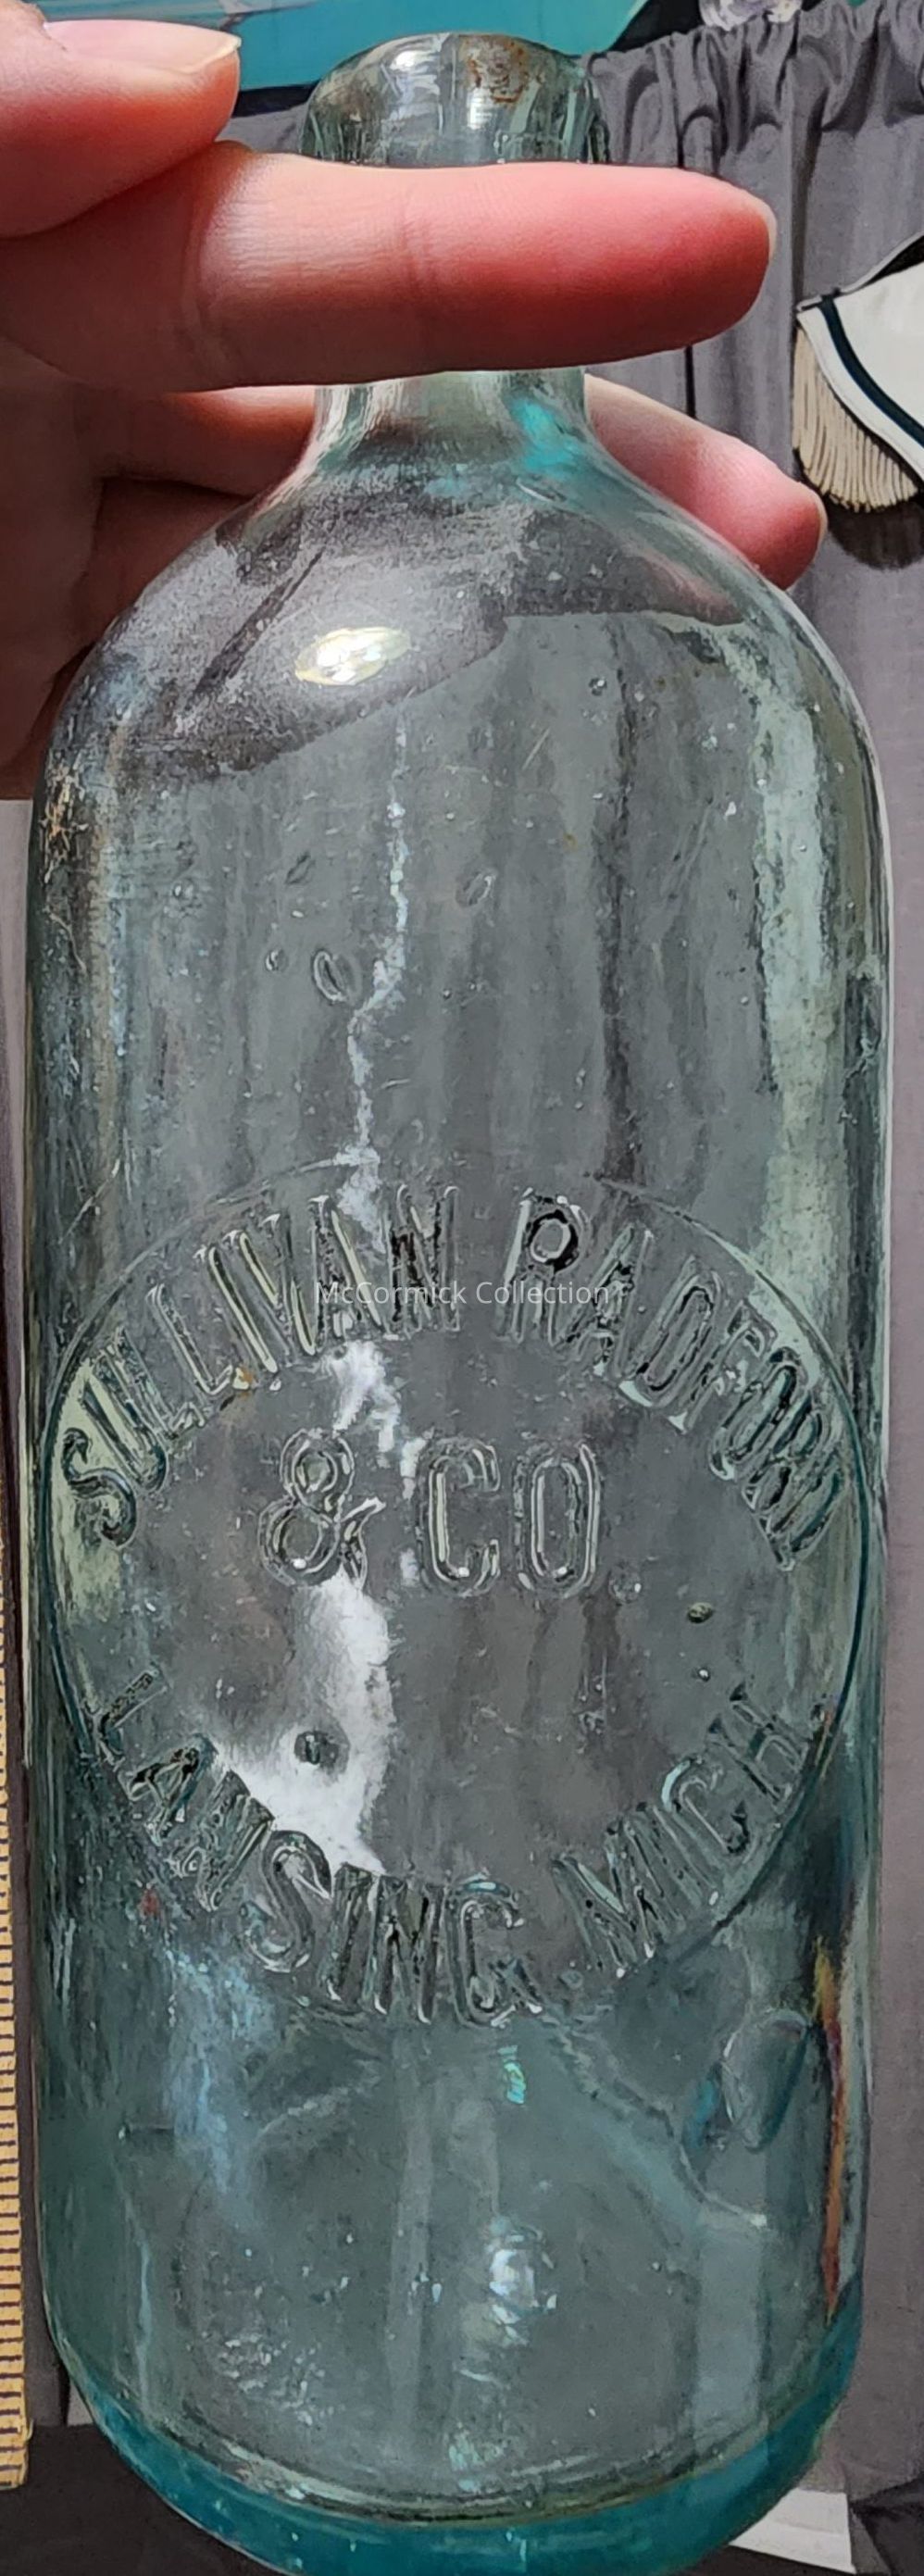 SULLIVAN RADFORD
McCormick Collection
& CO.
LANSING. MICH.